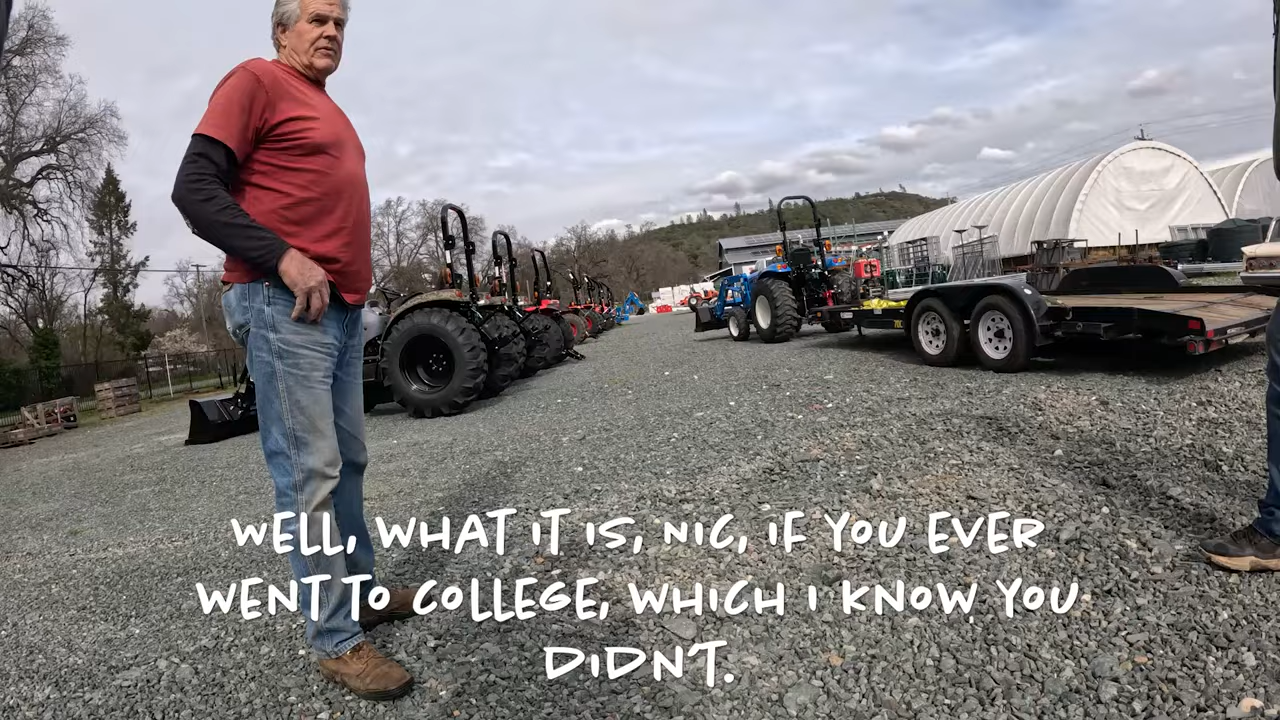 WELL, WHAT IT IS, NIC, IF YOU EVER
WENT TO COLLEGE, WHICH I KNOW YOU
DIDN'T.